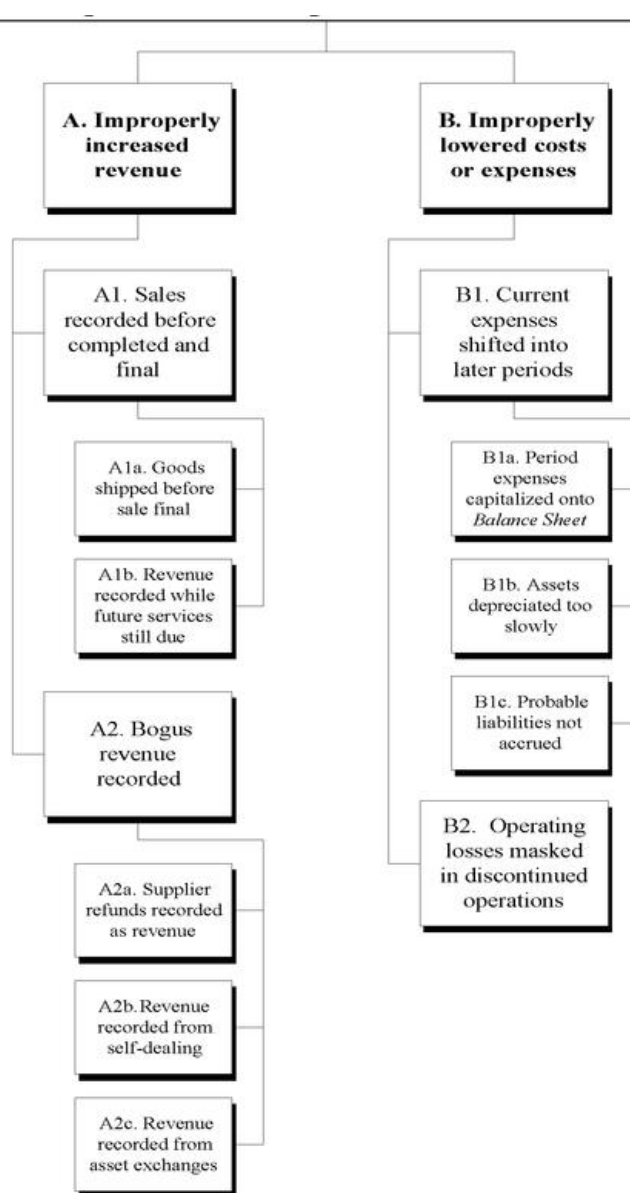 A. Improperly
increased
revenue
A1. Sales
recorded before
completed and
final
A1a. Goods
shipped before
sale final
A1b. Revenue
recorded while
future services
still due
A2. Bogus
revenue
recorded
A2a. Supplier
refunds recorded
as revenue
A2b.Revenue
recorded from
self-dealing
A2c. Revenue
recorded from
asset exchanges
B. Improperly
lowered costs
or expenses
B1. Current
expenses
shifted into
later periods
B1a. Period
expenses
capitalized onto
Balance Sheet
B1b. Assets
depreciated too
slowly
B1c. Probable
liabilities not
accrued
B2. Operating
losses masked
in discontinued
operations